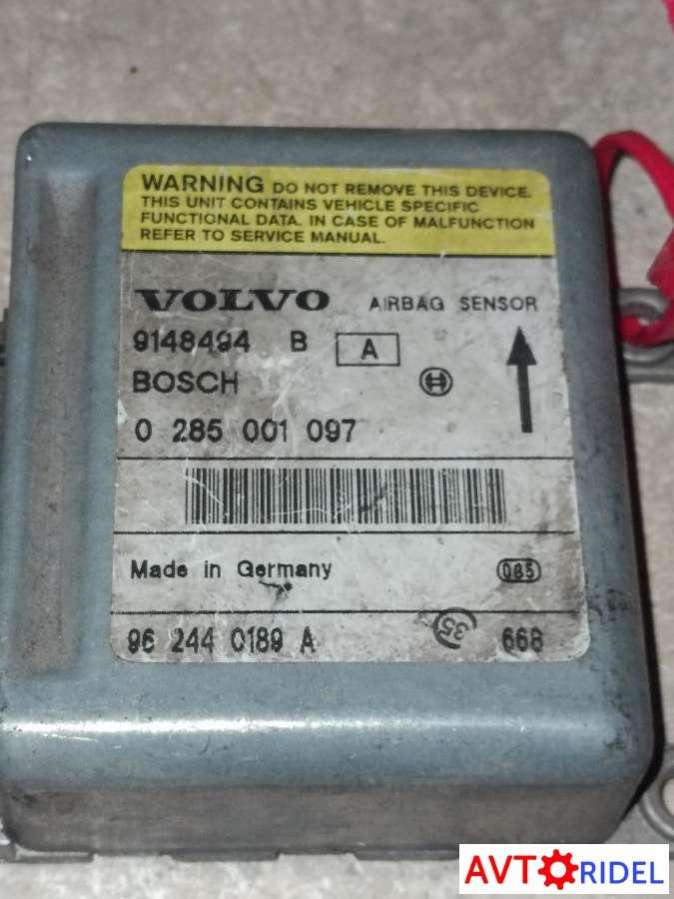 WARNING DO NOT REMOVE THIS DEVICE.
THIS UNIT CONTAINS VEHICLE SPECIFIC
FUNCTIONAL DATA. IN CASE OF MALFUNCTION
REFER TO SERVICE MANUAL.
VOLVO AIRBAG SENSOR
9148494 B A
BOSCH
0 285 001 097
Made in Germany 085
96 244 0189 A 35 668
AVTORIDEL